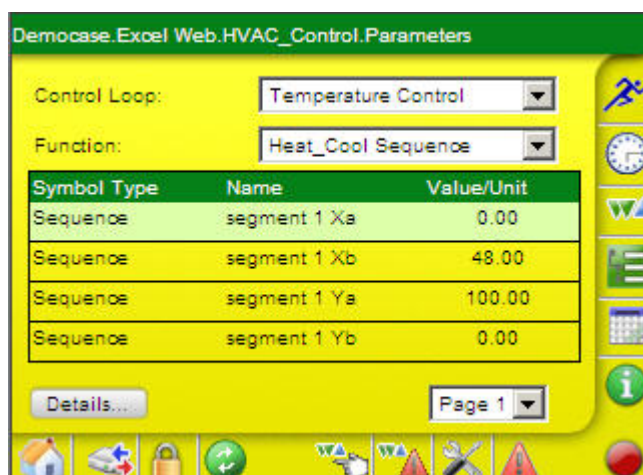 Democase.Excel Web.HVAC_Control.Parameters
Control Loop: Temperature Control
Function: Heat_Cool Sequence
Symbol Type Name Value/Unit
Sequence segment 1 Xa 0.00
Sequence segment 1 Xb 48.00
Sequence segment 1 Ya 100.00
Sequence segment 1 Yb 0.00
Details... Page 1